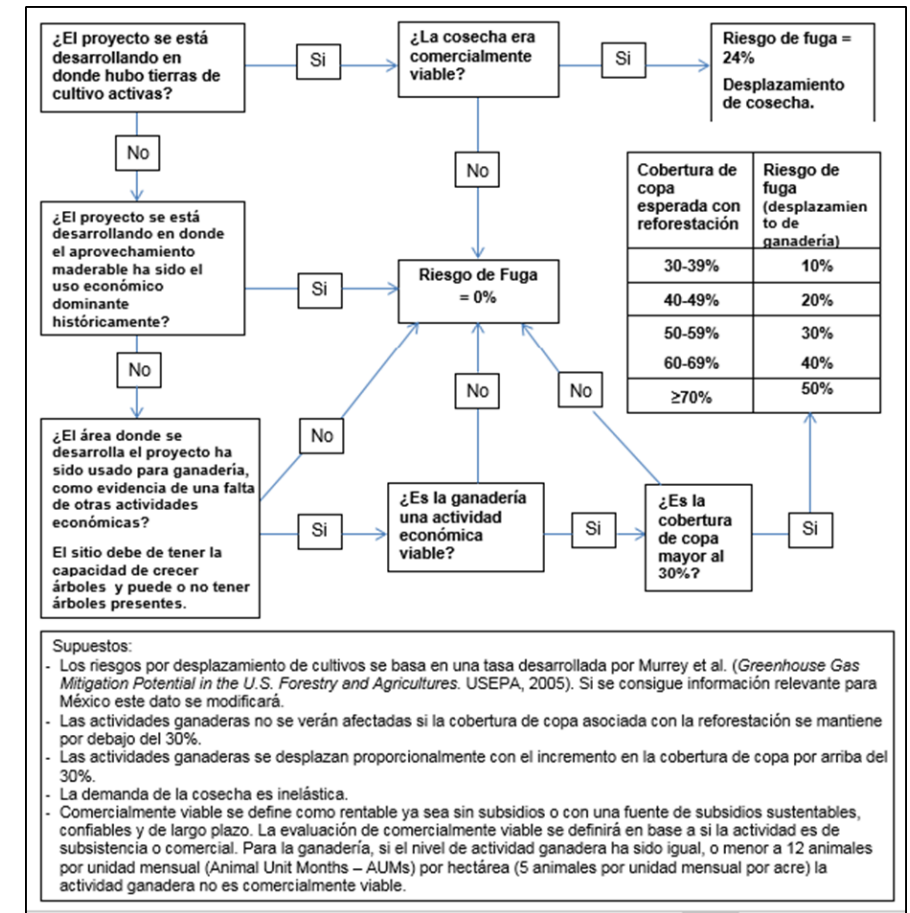 ¿El proyecto se está
desarrollando en
donde hubo tierras de
cultivo activas?
Si
¿La cosecha era
comercialmente
viable?
Si
Riesgo de fuga =
24%
Desplazamiento
de cosecha.
No
No
¿El proyecto se está
desarrollando en donde
el aprovechamiento
maderable ha sido el
uso económico
dominante
históricamente?
Si
Riesgo de Fuga
= 0%
Cobertura de
copa
esperada con
reforestación
Riesgo de
fuga
(desplazamien
to de
ganadería)
30-39%
10%
40-49%
20%
50-59%
30%
60-69%
40%
≥70%
50%
No
No
No
No
¿El área donde se
desarrolla el proyecto ha
sido usado para ganadería,
como evidencia de una falta
de otras actividades
económicas?
El sitio debe de tener la
capacidad de crecer
árboles y puede o no tener
árboles presentes.
Si
¿Es la ganadería
una actividad
económica
viable?
Si
¿Es la
cobertura
de copa
mayor al
30%?
Si
Supuestos:
- Los riesgos por desplazamiento de cultivos se basa en una tasa desarrollada por Murrey et al. (Greenhouse Gas
Mitigation Potential in the U.S. Forestry and Agricultures. USEPA, 2005). Si se consigue información relevante para
México este dato se modificará.
- Las actividades ganaderas no se verán afectadas si la cobertura de copa asociada con la reforestación se mantiene
por debajo del 30%.
- Las actividades ganaderas se desplazan proporcionalmente con el incremento en la cobertura de copa por arriba del
30%.
- La demanda de la cosecha es inelástica.
- Comercialmente viable se define como rentable ya sea sin subsidios o con una fuente de subsidios sustentables,
confiables y de largo plazo. La evaluación de comercialmente viable se definirá en base a si la actividad es de
subsistencia o comercial. Para la ganadería, si el nivel de actividad ganadera ha sido igual, o menor a 12 animales
por unidad mensual (Animal Unit Months – AUMs) por hectárea (5 animales por unidad mensual por acre) la
actividad ganadera no es comercialmente viable.